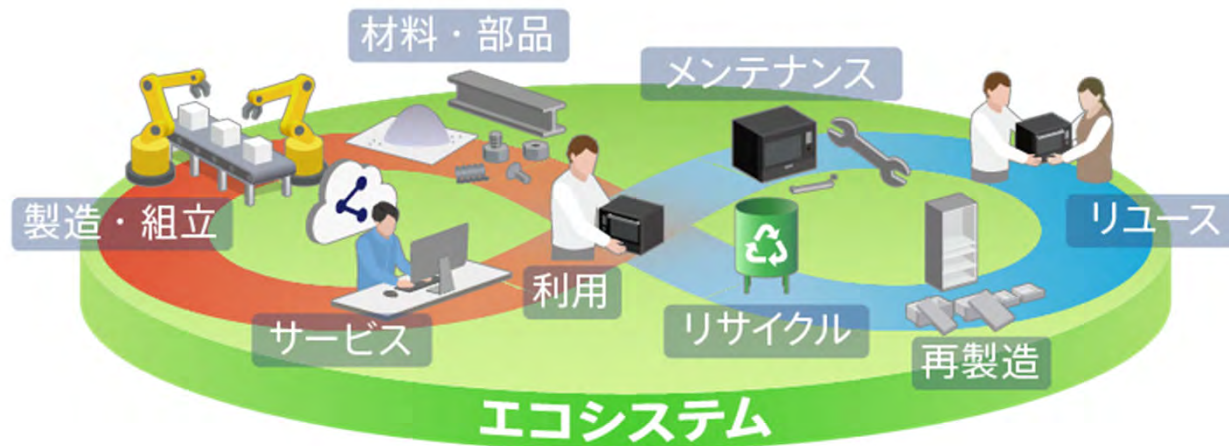 材料・部品
メンテナンス
製造・組立
リユース
利用
サービス
リサイクル
再製造
エコシステム